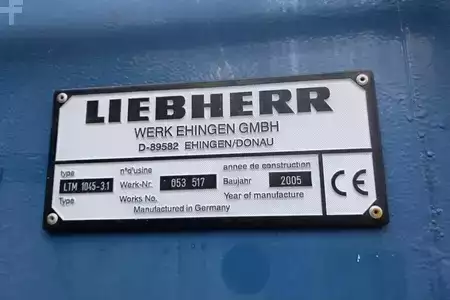 LIEBHERR
WERK EHINGEN GMBH
D-89582 EHINGEN/DONAU
type n°d'usine annee de construction
LTM 1045-3.1 Werk-Nr. 053 517 Baujahr 2005
Type Works No. Year of manufacture
Manufactured in Germany
CE